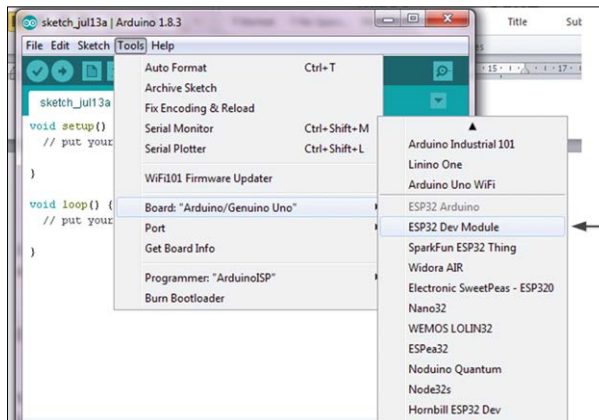 sketch_jul13a | Arduino 1.8.3
Title
File Edit Sketch Tools Help
sketch_jul13a
void setup()
// put your
}
void loop() {
// put your
}
Auto Format Ctrl+T
Archive Sketch
Fix Encoding & Reload
Serial Monitor Ctrl+Shift+M
Serial Plotter Ctrl+Shift+L
WiFi101 Firmware Updater
Board: "Arduino/Genuino Uno"
Port
Get Board Info
Programmer: "ArduinoISP"
Burn Bootloader
Arduino Industrial 101
Linino One
Arduino Uno WiFi
ESP32 Arduino
ESP32 Dev Module
SparkFun ESP32 Thing
Widora AIR
Electronic SweetPeas - ESP320
Nano32
WEMOS LOLIN32
ESPea32
Noduino Quantum
Node32s
Hornbill ESP32 Dev